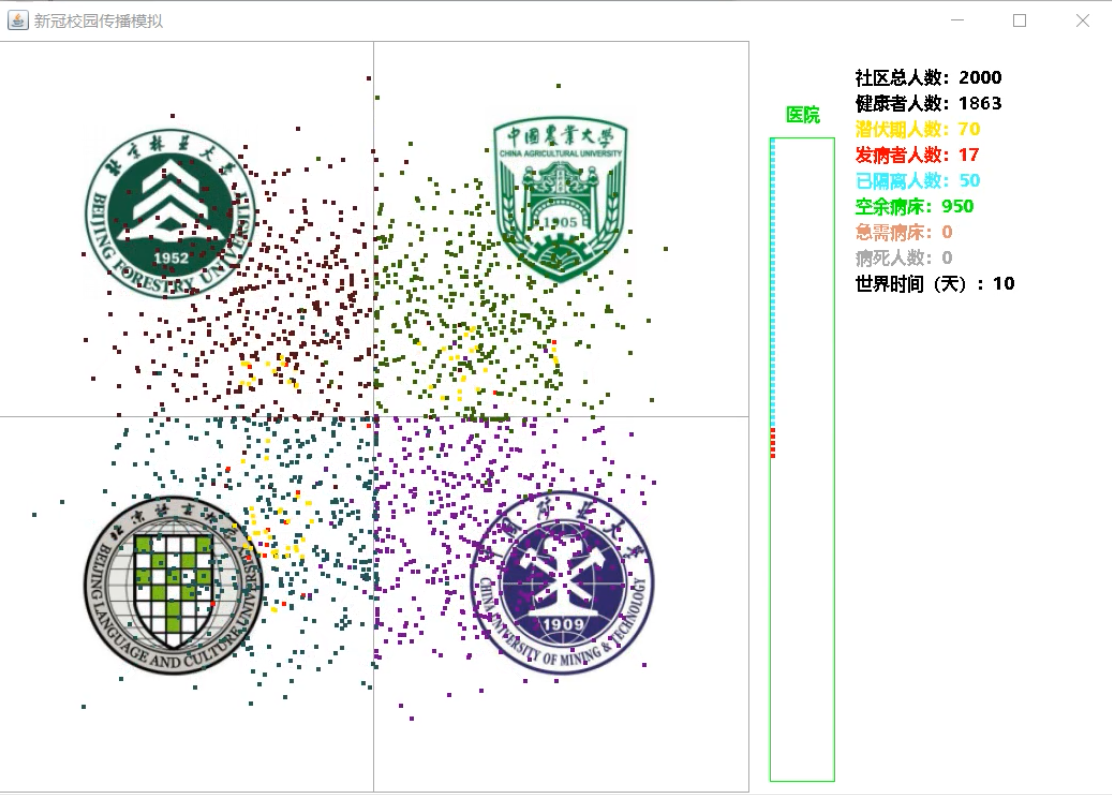 新冠校园传播模拟
北京林业大学
BEIJING FORESTRY UNIVERSITY
1952
中国农业大学
CHINA AGRICULTURAL UNIVERSITY
1905
北京语言大学
BEIJING LANGUAGE AND CULTURE UNIVERSITY
中国矿业大学
CHINA UNIVERSITY OF MINING & TECHNOLOGY
1909
医院
社区总人数：2000
健康者人数：1863
潜伏期人数：70
发病者人数：17
已隔离人数：50
空余病床：950
急需病床：0
病死人数：0
世界时间（天）：10